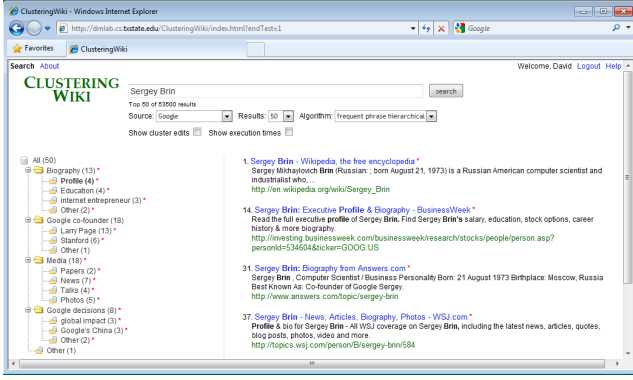 ClusteringWiki - Windows Internet Explorer
http://dmlab.cs.txstate.edu/ClusteringWiki/index.html?endTest=1
Google
Favorites
ClusteringWiki
Search About
Welcome, David Logout Help
CLUSTERING
WIKI
Sergey Brin
search
Top 50 of 53600 results
Source: Google Results: 50 Algorithm: frequent phrase hierarchical
Show cluster edits Show execution times
All (50)
Biography (13) *
Profile (4) *
Education (4) *
internet entrepreneur (3) *
Other (2) *
Google co-founder (18)
Larry Page (13) *
Stanford (6) *
Other (1)
Media (18) *
Papers (2) *
News (7) *
Talks (4) *
Photos (5) *
Google decisions (8) *
global impact (3) *
Google's China (3) *
Other (2) *
Other (1)
1. Sergey Brin - Wikipedia, the free encyclopedia *
Sergey Mikhaylovich Brin (Russian: ; born August 21, 1973) is a Russian American computer scientist and
industrialist who, ...
http://en.wikipedia.org/wiki/Sergey_Brin
14. Sergey Brin: Executive Profile & Biography - BusinessWeek *
Read the full executive profile of Sergey Brin. Find Sergey Brin's salary, education, stock options, career
history & more biography.
http://investing.businessweek.com/businessweek/research/stocks/people/person.asp?
personId=534604&ticker=GOOG:US
31. Sergey Brin: Biography from Answers.com *
Sergey Brin , Computer Scientist / Business Personality Born: 21 August 1973 Birthplace: Moscow, Russia
Best Known As: Co-founder of Google Sergey.
http://www.answers.com/topic/sergey-brin
37. Sergey Brin - News, Articles, Biography, Photos - WSJ.com *
Profile & bio for Sergey Brin - All WSJ coverage on Sergey Brin, including the latest news, articles, quotes,
blog posts, photos, video and more.
http://topics.wsj.com/person/B/sergey-brin/584